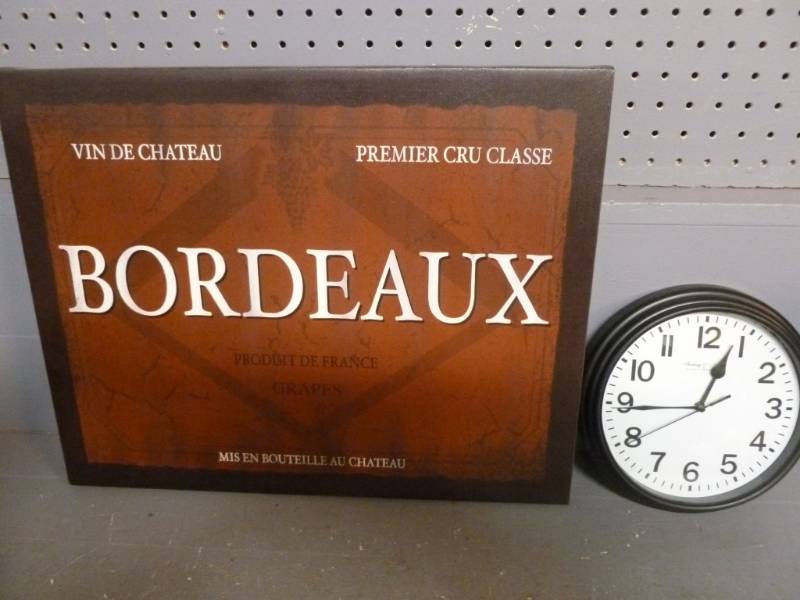 VIN DE CHATEAU
PREMIER CRU CLASSE
BORDEAUX
PRODUIT DE FRANCE
GRAPES
MIS EN BOUTEILLE AU CHATEAU
12
1
2
3
4
5
6
7
8
9
10
11